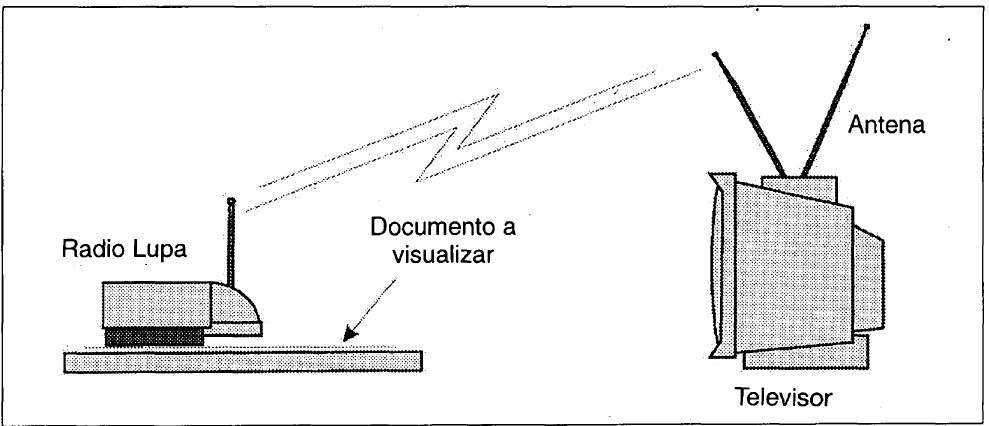 Antena
Documento a
visualizar
Radio Lupa
Televisor